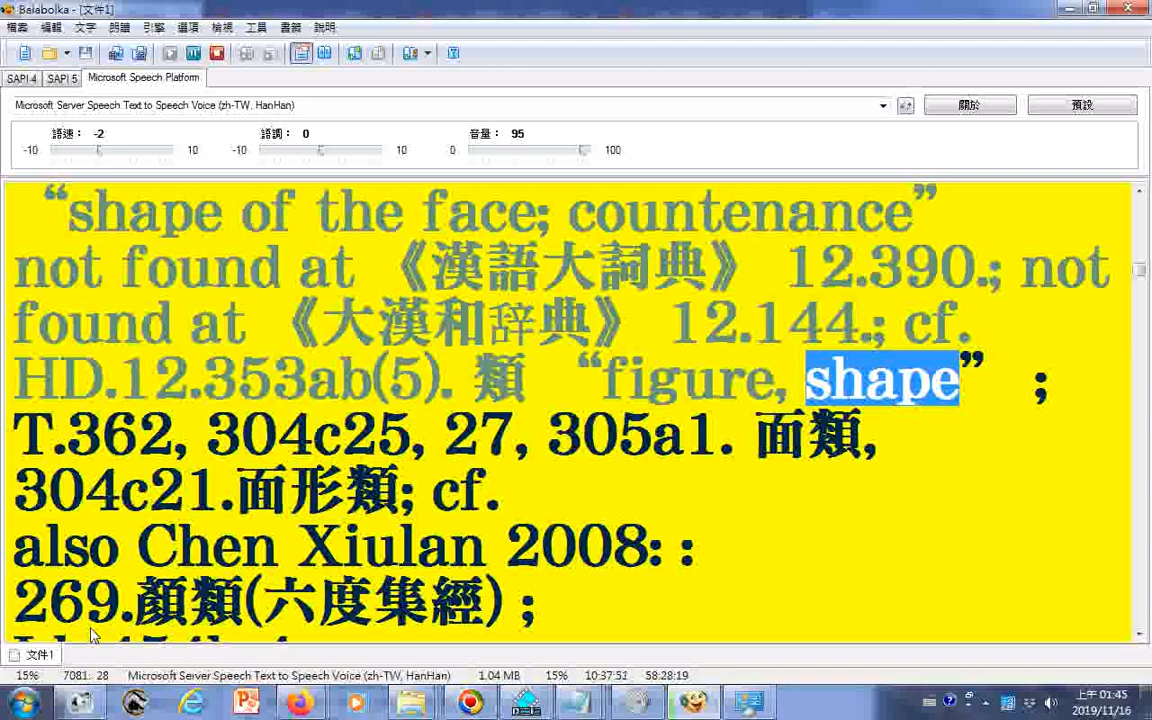 Balabolka - [文件1]
檔案 編輯 文字 朗讀 引擎 選項 檢視 工具 書籤 說明
SAPI 4 SAPI 5 Microsoft Speech Platform
Microsoft Server Speech Text to Speech Voice (zh-TW, HanHan) 關於 預設
語速： -2 語調： 0 音量： 95
-10 10 -10 10 0 100
“shape of the face; countenance”
not found at 《漢語大詞典》 12.390.; not
found at 《大漢和辞典》 12.144.; cf.
HD.12.353ab(5). 類 “figure, shape” ;
T.362, 304c25, 27, 305a1. 面類,
304c21.面形類; cf.
also Chen Xiulan 2008: :
269.顏類(六度集經) ;
文件1
15% 7081: 28 Microsoft Server Speech Text to Speech Voice (zh-TW, HanHan) 1.04 MB 15% 10:37:51 58:28:19
上午 01:45
2019/11/16